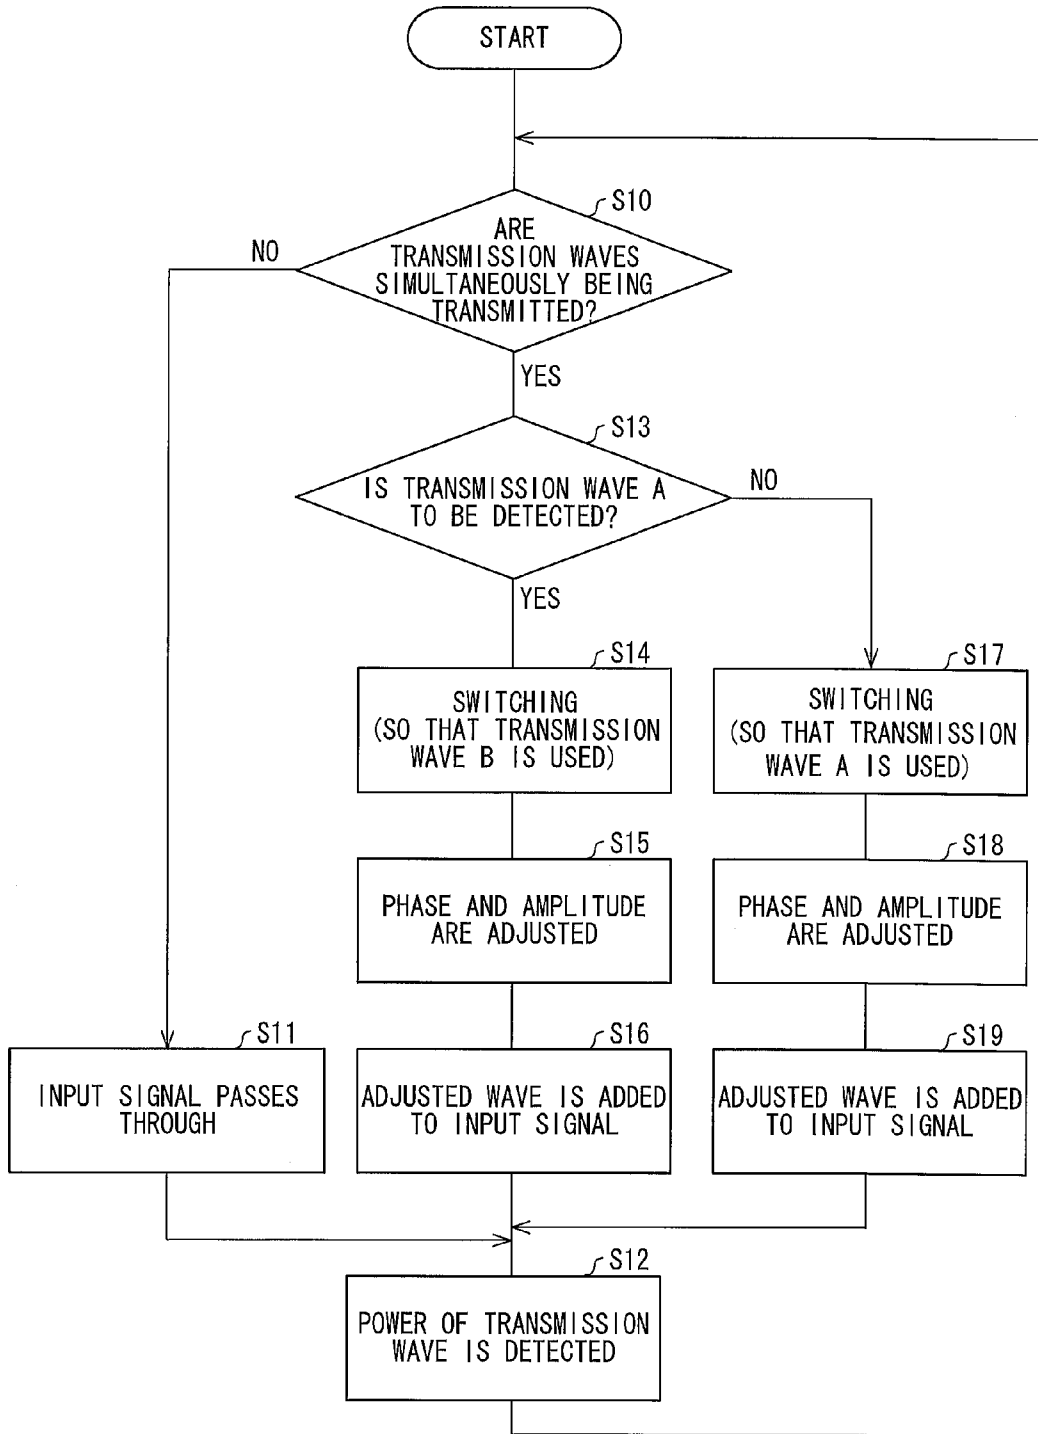 START
S10
ARE
TRANSMISSION WAVES
SIMULTANEOUSLY BEING
TRANSMITTED?
NO
YES
S13
IS TRANSMISSION WAVE A
TO BE DETECTED?
NO
YES
S14
SWITCHING
(SO THAT TRANSMISSION
WAVE B IS USED)
S17
SWITCHING
(SO THAT TRANSMISSION
WAVE A IS USED)
S15
PHASE AND AMPLITUDE
ARE ADJUSTED
S18
PHASE AND AMPLITUDE
ARE ADJUSTED
S11
INPUT SIGNAL PASSES
THROUGH
S16
ADJUSTED WAVE IS ADDED
TO INPUT SIGNAL
S19
ADJUSTED WAVE IS ADDED
TO INPUT SIGNAL
S12
POWER OF TRANSMISSION
WAVE IS DETECTED